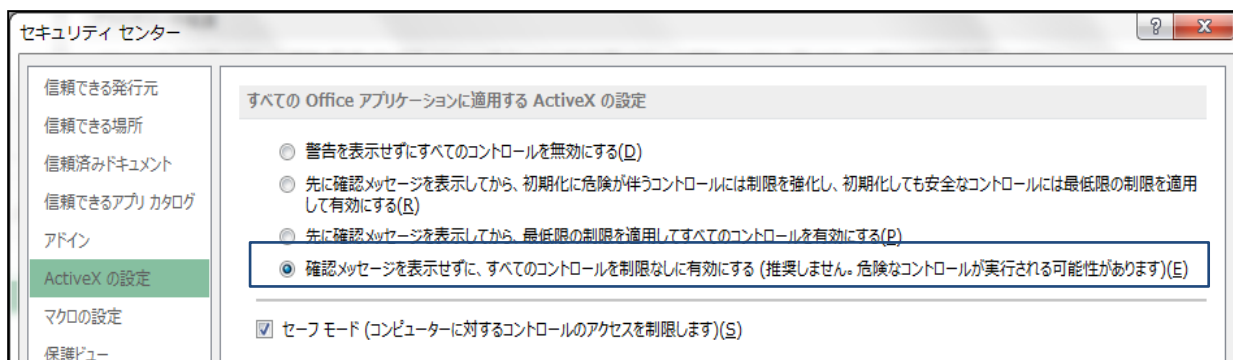 セキュリティ センター
信頼できる発行元
信頼できる場所
信頼済みドキュメント
信頼できるアプリ カタログ
アドイン
ActiveX の設定
マクロの設定
保護ビュー
すべての Office アプリケーションに適用する ActiveX の設定
警告を表示せずにすべてのコントロールを無効にする(D)
先に確認メッセージを表示してから、初期化に危険が伴うコントロールには制限を強化し、初期化しても安全なコントロールには最低限の制限を適用
して有効にする(R)
先に確認メッセージを表示してから、最低限の制限を適用してすべてのコントロールを有効にする(P)
確認メッセージを表示せずに、すべてのコントロールを制限なしに有効にする (推奨しません。危険なコントロールが実行される可能性があります)(E)
セーフ モード (コンピューターに対するコントロールのアクセスを制限します)(S)